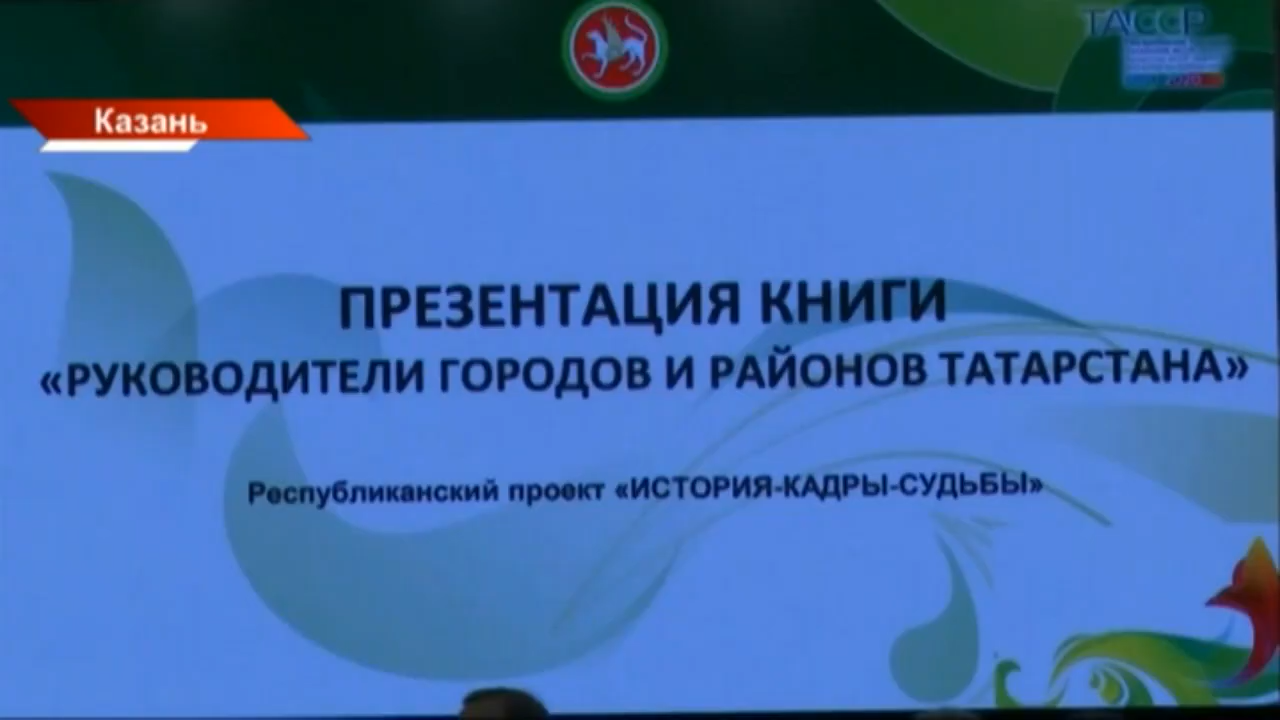 ТАССР
Казань
ПРЕЗЕНТАЦИЯ КНИГИ
«РУКОВОДИТЕЛИ ГОРОДОВ И РАЙОНОВ ТАТАРСТАНА»
Республиканский проект «ИСТОРИЯ-КАДРЫ-СУДЬБЫ»